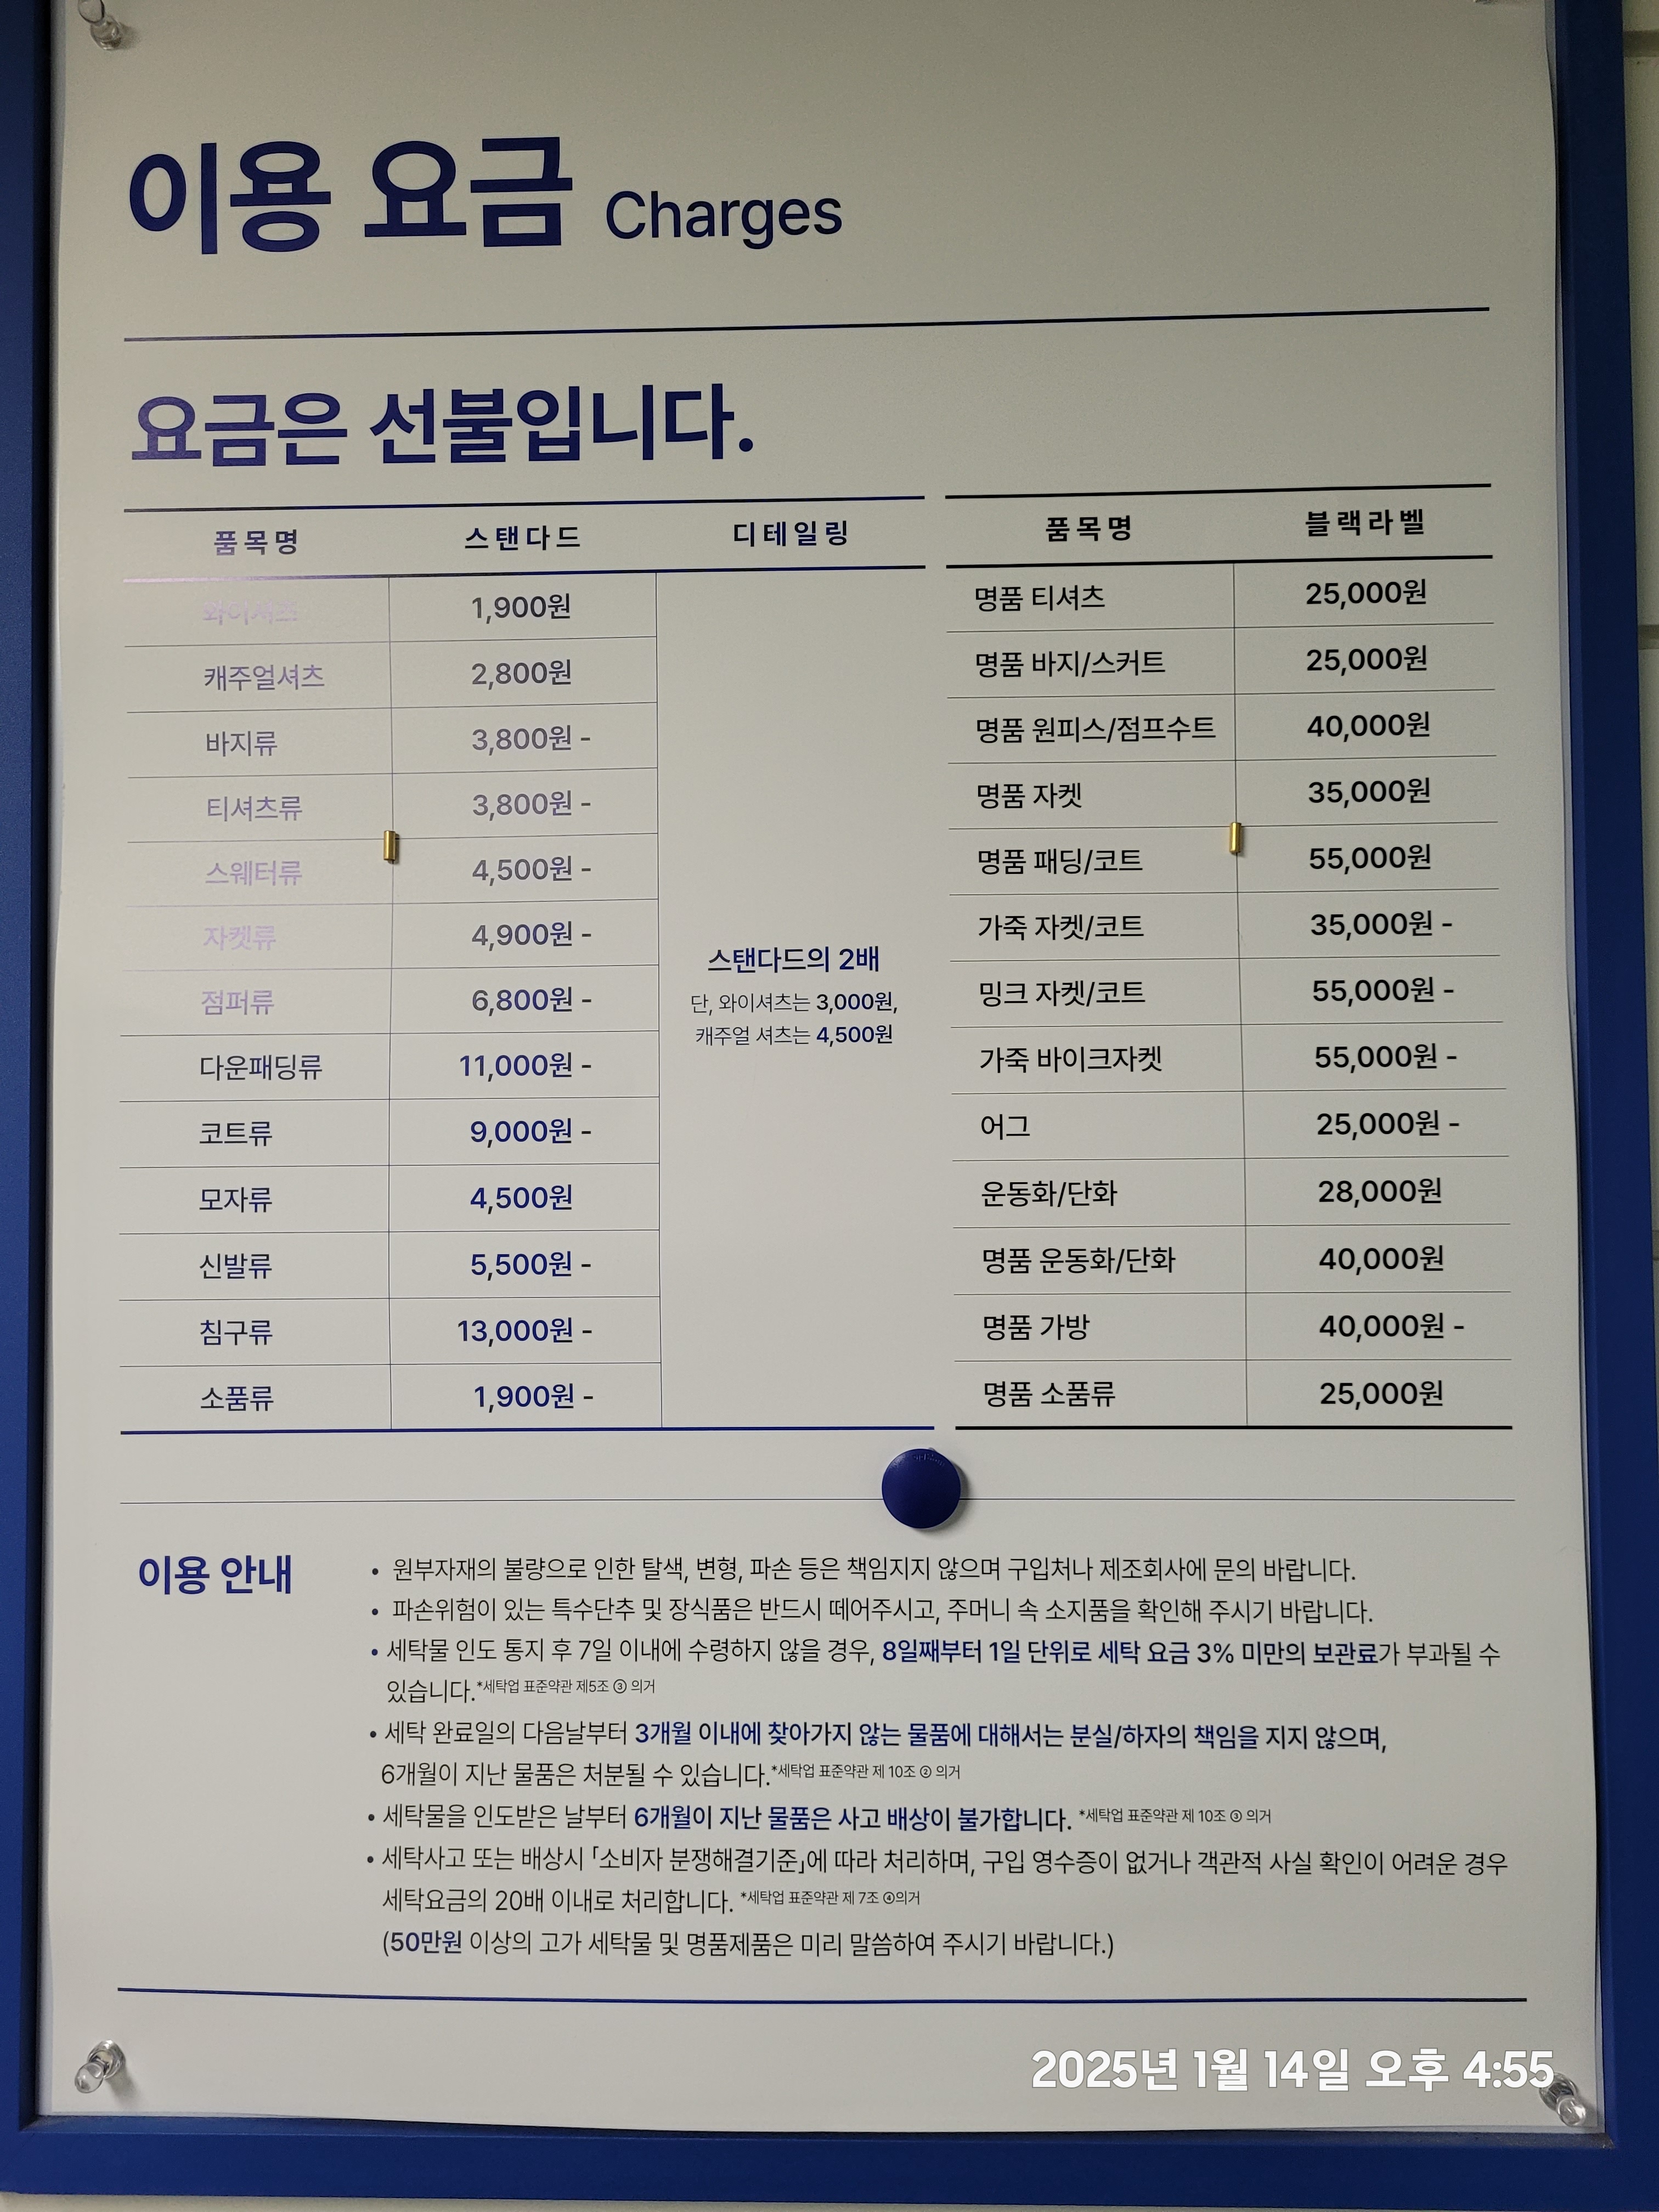 이용 요금 Charges
요금은 선불입니다.
품목명 스탠다드 디테일링
와이셔츠 1,900원
캐주얼셔츠 2,800원
바지류 3,800원 -
티셔츠류 3,800원 -
스웨터류 4,500원 -
자켓류 4,900원 -
점퍼류 6,800원 -
다운패딩류 11,000원 -
코트류 9,000원 -
모자류 4,500원
신발류 5,500원 -
침구류 13,000원 -
소품류 1,900원 -
스탠다드의 2배
단, 와이셔츠는 3,000원,
캐주얼 셔츠는 4,500원
품목명 블랙라벨
명품 티셔츠 25,000원
명품 바지/스커트 25,000원
명품 원피스/점프수트 40,000원
명품 자켓 35,000원
명품 패딩/코트 55,000원
가죽 자켓/코트 35,000원 -
밍크 자켓/코트 55,000원 -
가죽 바이크자켓 55,000원 -
어그 25,000원 -
운동화/단화 28,000원
명품 운동화/단화 40,000원
명품 가방 40,000원 -
명품 소품류 25,000원
이용 안내
• 원부자재의 불량으로 인한 탈색, 변형, 파손 등은 책임지지 않으며 구입처나 제조회사에 문의 바랍니다.
• 파손위험이 있는 특수단추 및 장식품은 반드시 떼어주시고, 주머니 속 소지품을 확인해 주시기 바랍니다.
• 세탁물 인도 통지 후 7일 이내에 수령하지 않을 경우, 8일째부터 1일 단위로 세탁 요금 3% 미만의 보관료가 부과될 수
있습니다.*세탁업 표준약관 제5조 ③ 의거
• 세탁 완료일의 다음날부터 3개월 이내에 찾아가지 않는 물품에 대해서는 분실/하자의 책임을 지지 않으며,
6개월이 지난 물품은 처분될 수 있습니다.*세탁업 표준약관 제 10조 ② 의거
• 세탁물을 인도받은 날부터 6개월이 지난 물품은 사고 배상이 불가합니다. *세탁업 표준약관 제 10조 ③ 의거
• 세탁사고 또는 배상시 「소비자 분쟁해결기준」에 따라 처리하며, 구입 영수증이 없거나 객관적 사실 확인이 어려운 경우
세탁요금의 20배 이내로 처리합니다. *세탁업 표준약관 제 7조 ④의거
(50만원 이상의 고가 세탁물 및 명품제품은 미리 말씀하여 주시기 바랍니다.)
2025년 1월 14일 오후 4:55